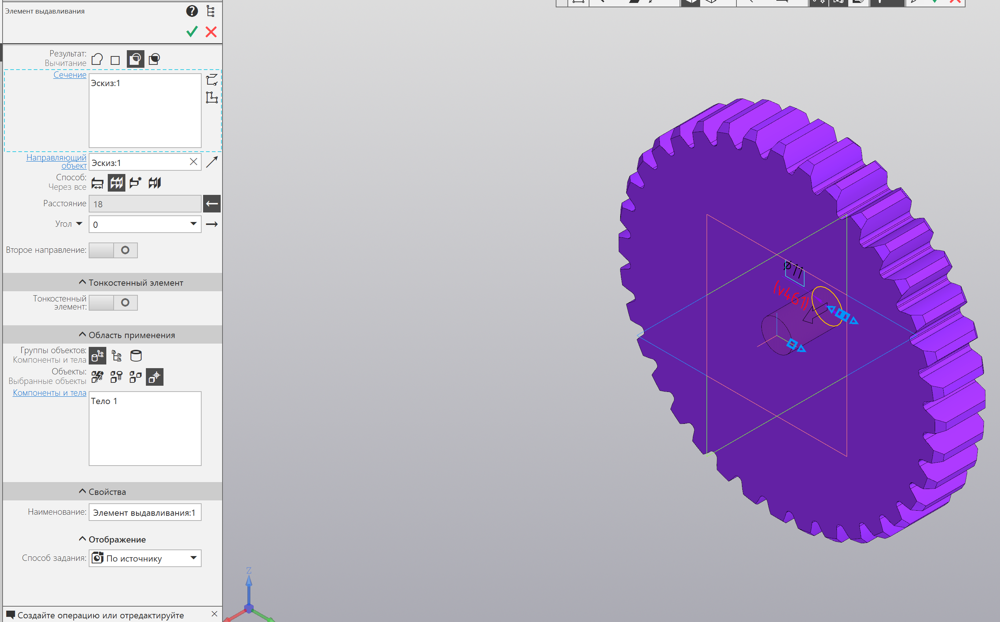 Элемент выдавливания
Результат:
Вычитание
Сечение
Эскиз:1
Направляющий
объект
Эскиз:1
Способ:
Через все
Расстояние
18
Угол
0
Второе направление:
Тонкостенный элемент
Тонкостенный
элемент:
Область применения
Группы объектов:
Компоненты и тела
Объекты:
Выбранные объекты
Компоненты и тела
Тело 1
Свойства
Наименование:
Элемент выдавливания:1
Отображение
Способ задания:
По источнику
Создайте операцию или отредактируйте
⌀11
(v461)
Z